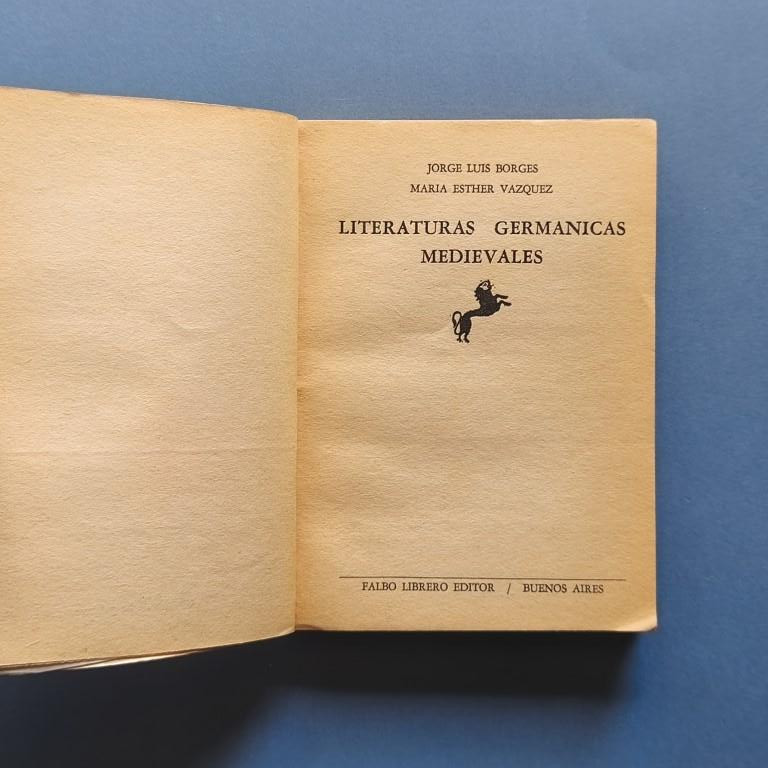 JORGE LUIS BORGES
MARIA ESTHER VAZQUEZ
LITERATURAS GERMANICAS
MEDIEVALES
FALBO LIBRERO EDITOR / BUENOS AIRES